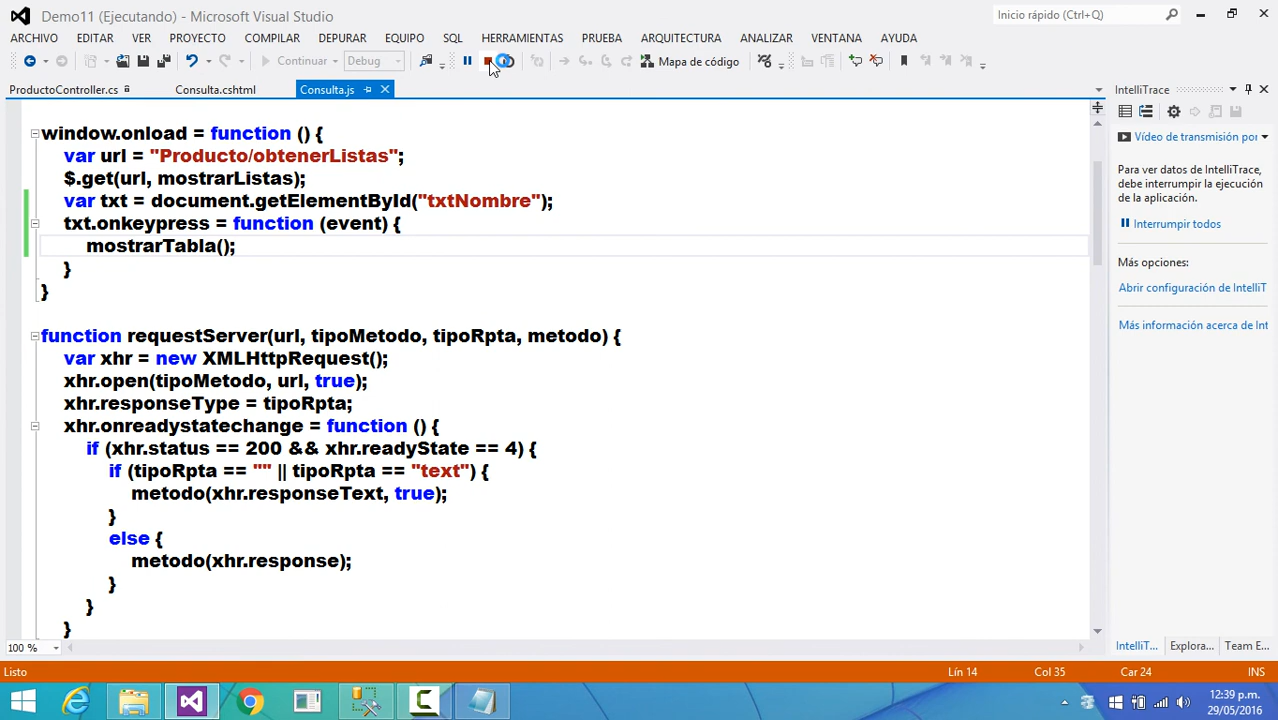 Demo11 (Ejecutando) - Microsoft Visual Studio
Inicio rápido (Ctrl+Q)
ARCHIVO EDITAR VER PROYECTO COMPILAR DEPURAR EQUIPO SQL HERRAMIENTAS PRUEBA ARQUITECTURA ANALIZAR VENTANA AYUDA
Continuar Debug Mapa de código
ProductoController.cs Consulta.cshtml Consulta.js
IntelliTrace
window.onload = function () {
var url = "Producto/obtenerListas";
$.get(url, mostrarListas);
var txt = document.getElementById("txtNombre");
txt.onkeypress = function (event) {
mostrarTabla();
}
}
function requestServer(url, tipoMetodo, tipoRpta, metodo) {
var xhr = new XMLHttpRequest();
xhr.open(tipoMetodo, url, true);
xhr.responseType = tipoRpta;
xhr.onreadystatechange = function () {
if (xhr.status == 200 && xhr.readyState == 4) {
if (tipoRpta == "" || tipoRpta == "text") {
metodo(xhr.responseText, true);
}
else {
metodo(xhr.response);
}
}
}
Vídeo de transmisión por
Para ver datos de IntelliTrace,
debe interrumpir la ejecución
de la aplicación.
Interrumpir todos
Más opciones:
Abrir configuración de IntelliT
Más información acerca de Int
100 %
IntelliT... Explora... Team E...
Listo Lín 14 Col 35 Car 24 INS
12:39 p.m.
29/05/2016